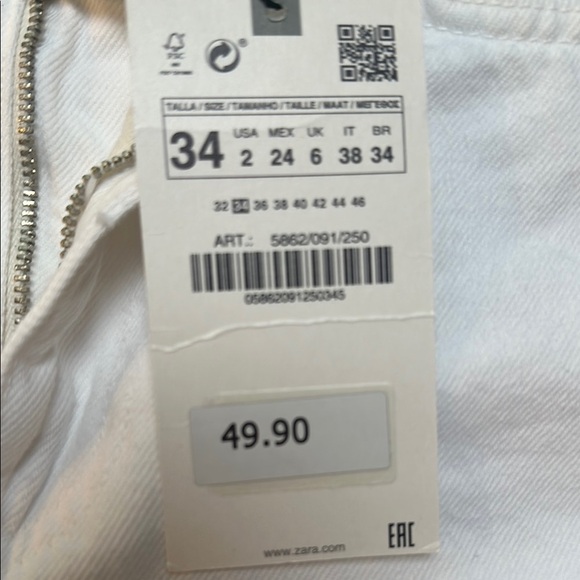 FSC
TALLA / SIZE / TAMANHO / TAILLE / MAAT / ΜΕΓΕΘΟΣ
34
USA MEX UK IT BR
2 24 6 38 34
32 34 36 38 40 42 44 46
ART.: 5862/091/250
05862091250345
49.90
www.zara.com
EAC